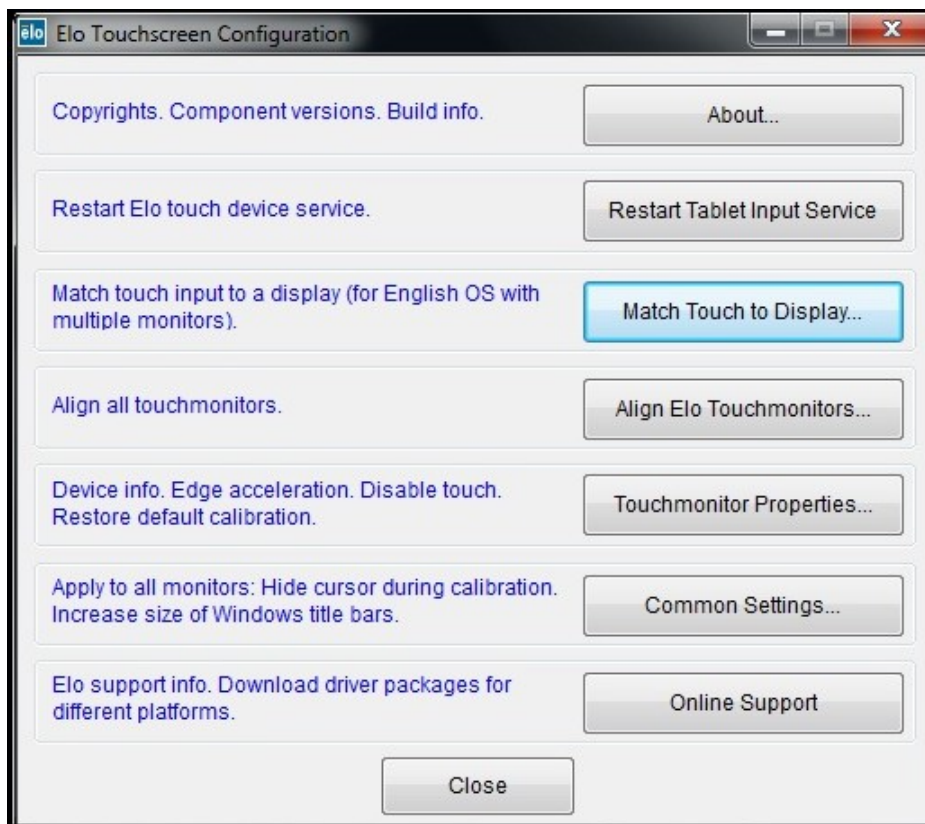 elo Elo Touchscreen Configuration
Copyrights. Component versions. Build info.
About...
Restart Elo touch device service.
Restart Tablet Input Service
Match touch input to a display (for English OS with
multiple monitors).
Match Touch to Display...
Align all touchmonitors.
Align Elo Touchmonitors...
Device info. Edge acceleration. Disable touch.
Restore default calibration.
Touchmonitor Properties...
Apply to all monitors: Hide cursor during calibration.
Increase size of Windows title bars.
Common Settings...
Elo support info. Download driver packages for
different platforms.
Online Support
Close